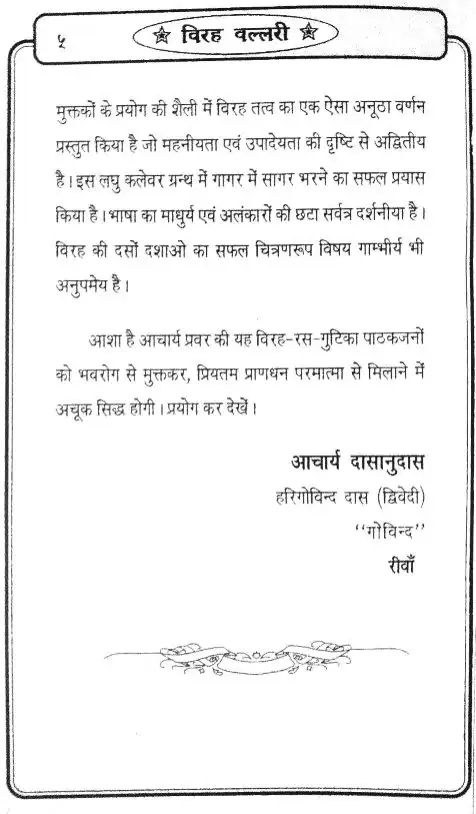 ५
विरह वल्लरी
मुक्तकों के प्रयोग की शैली में विरह तत्व का एक ऐसा अनूठा वर्णन
प्रस्तुत किया है जो महनीयता एवं उपादेयता की दृष्टि से अद्वितीय
है। इस लघु कलेवर ग्रन्थ में गागर में सागर भरने का सफल प्रयास
किया है। भाषा का माधुर्य एवं अलंकारों की छटा सर्वत्र दर्शनीया है।
विरह की दसों दशाओ का सफल चित्रणरूप विषय गाम्भीर्य भी
अनुपमेय है।
आशा है आचार्य प्रवर की यह विरह-रस-गुटिका पाठकजनों
को भवरोग से मुक्तकर, प्रियतम प्राणधन परमात्मा से मिलाने में
अचूक सिद्ध होगी। प्रयोग कर देखें।
आचार्य दासानुदास
हरिगोविन्द दास (द्विवेदी)
‘‘गोविन्द’’
रीवाँ